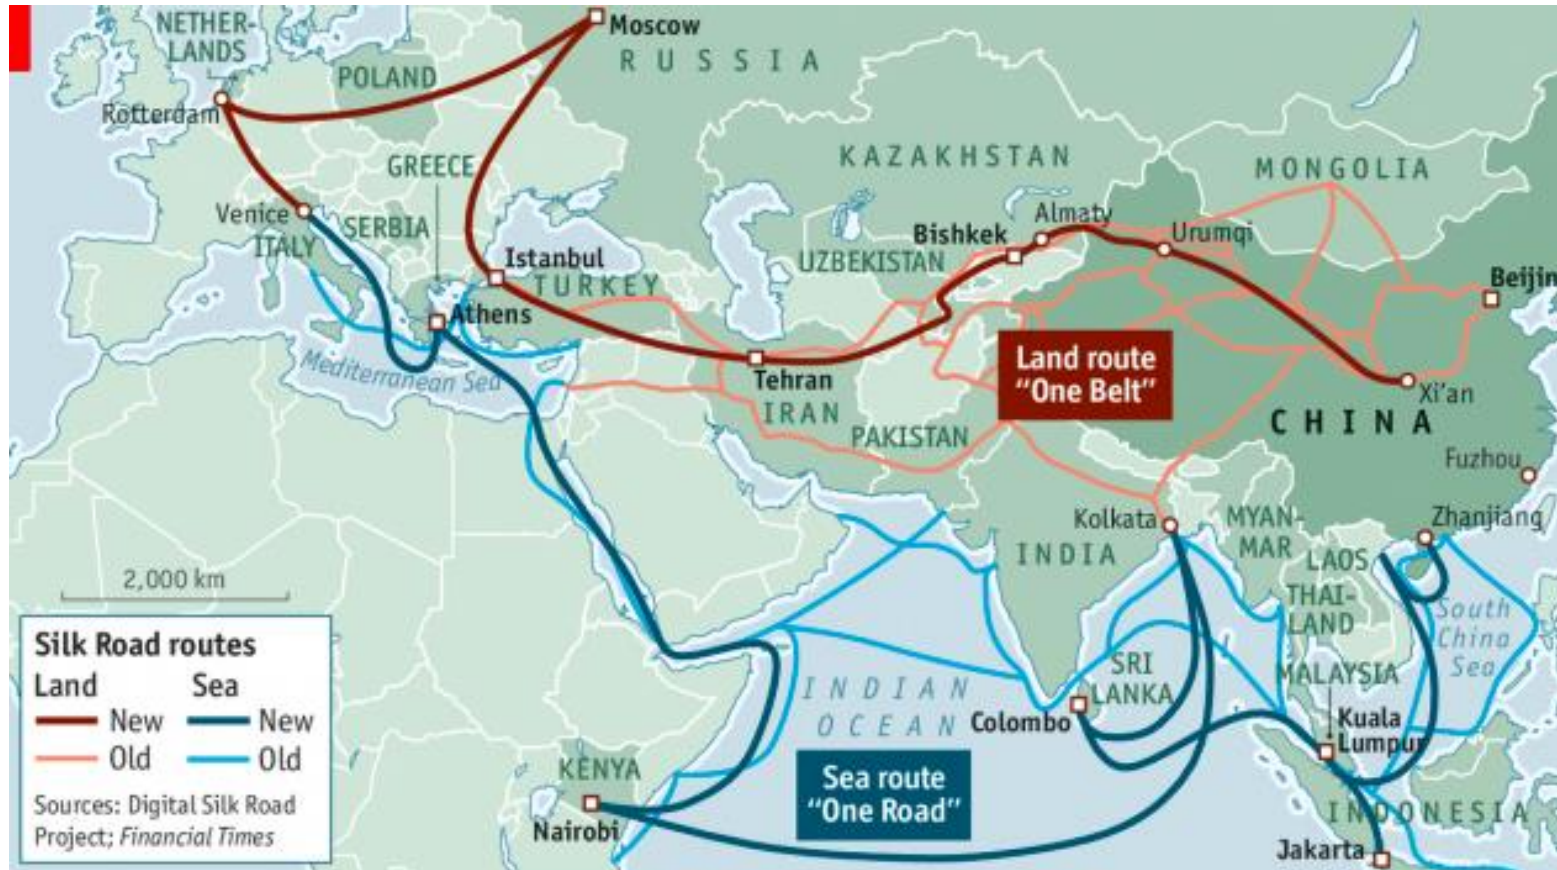 NETHER-
LANDS
Moscow
RUSSIA
POLAND
Rotterdam
KAZAKHSTAN
MONGOLIA
GREECE
Venice
ITALY
SERBIA
Almaty
Bishkek
Urumqi
Istanbul
TURKEY
UZBEKISTAN
Beijin
Athens
Mediterranean Sea
Tehran
IRAN
Land route
“One Belt”
Xi’an
CHINA
PAKISTAN
Fuzhou
Kolkata
INDIA
MYAN-
MAR
Zhanjiang
LAOS
THAI-
LAND
South
China
Sea
2,000 km
Silk Road routes
Land Sea
New New
Old Old
Sources: Digital Silk Road
Project; Financial Times
SRI
LANKA
MALAYSIA
INDIAN
OCEAN
Colombo
Kuala
Lumpur
KENYA
Nairobi
Sea route
“One Road”
INDONESIA
Jakarta